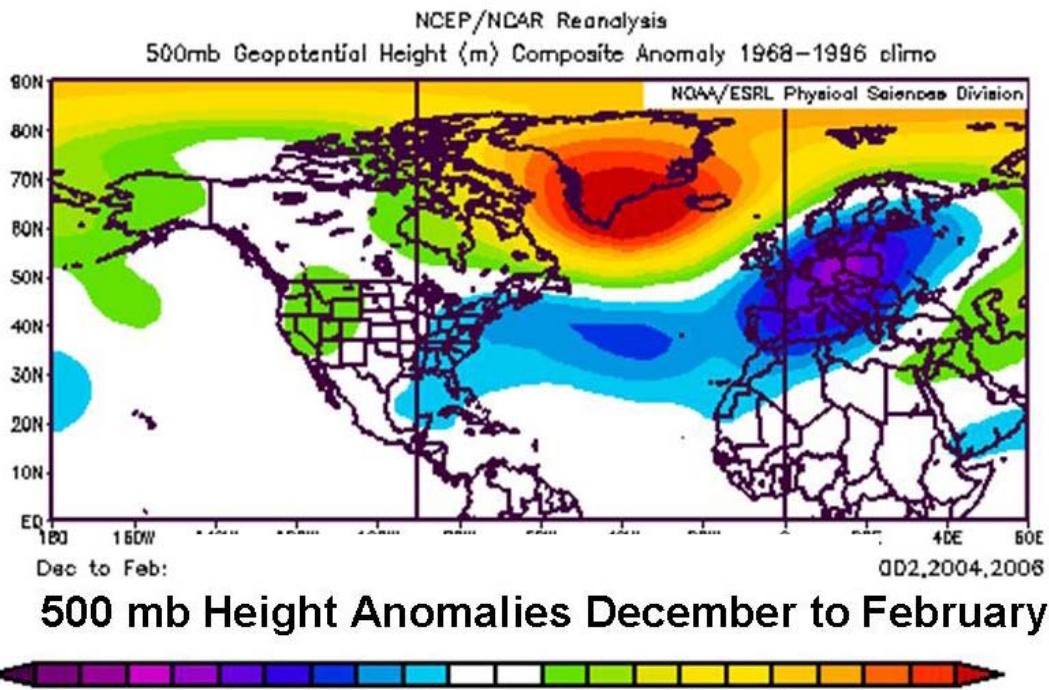 NCEP/NCAR Reanalysis
500mb Geopotential Height (m) Composite Anomaly 1968-1996 climo
NOAA/ESRL Physical Sciences Division
90N
80N
70N
60N
50N
40N
30N
20N
10N
EQ
180 160W 0 40E 60E
Dec to Feb:
2004,2006
500 mb Height Anomalies December to February